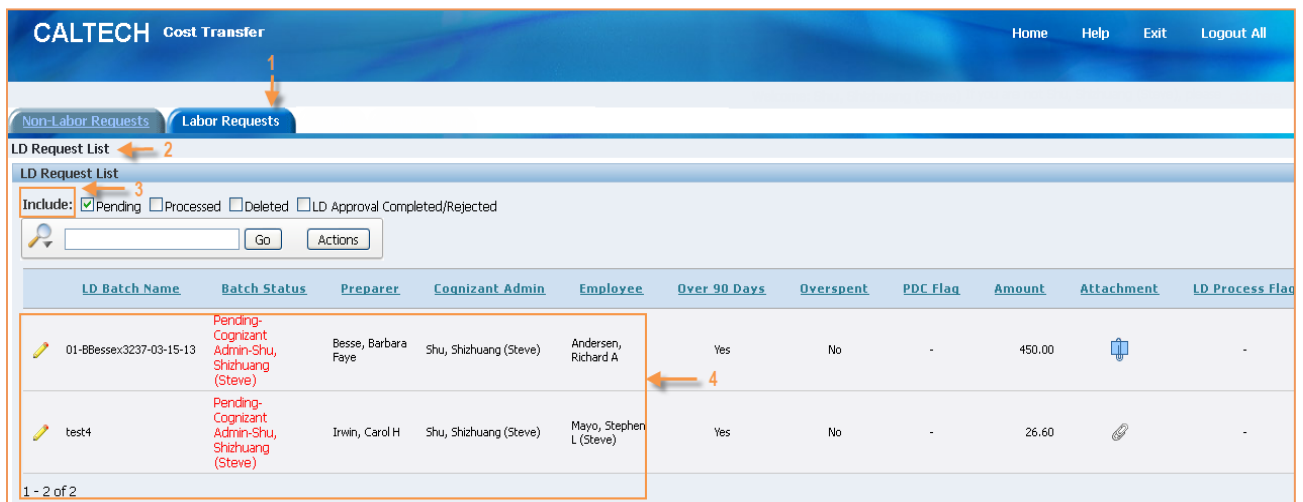 CALTECH Cost Transfer
Home Help Exit Logout All
1
Non-Labor Requests Labor Requests
LD Request List 2
LD Request List
3
Include: Pending Processed Deleted LD Approval Completed/Rejected
Go Actions
LD Batch Name Batch Status Preparer Cognizant Admin Employee Over 90 Days Overspent PDC Flag Amount Attachment LD Process Flag
01-BBessex3237-03-15-13 Pending-
Cognizant
Admin-Shu,
Shizhuang
(Steve) Besse, Barbara
Faye Shu, Shizhuang (Steve) Andersen,
Richard A Yes No - 450.00 -
4
test4 Pending-
Cognizant
Admin-Shu,
Shizhuang
(Steve) Irwin, Carol H Shu, Shizhuang (Steve) Mayo, Stephen
L (Steve) Yes No - 26.60 -
1 - 2 of 2